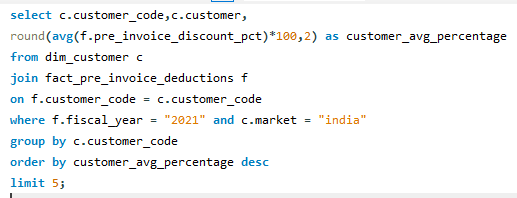 select c.customer_code,c.customer,
round(avg(f.pre_invoice_discount_pct)*100,2) as customer_avg_percentage
from dim_customer c
join fact_pre_invoice_deductions f
on f.customer_code = c.customer_code
where f.fiscal_year = "2021" and c.market = "india"
group by c.customer_code
order by customer_avg_percentage desc
limit 5;